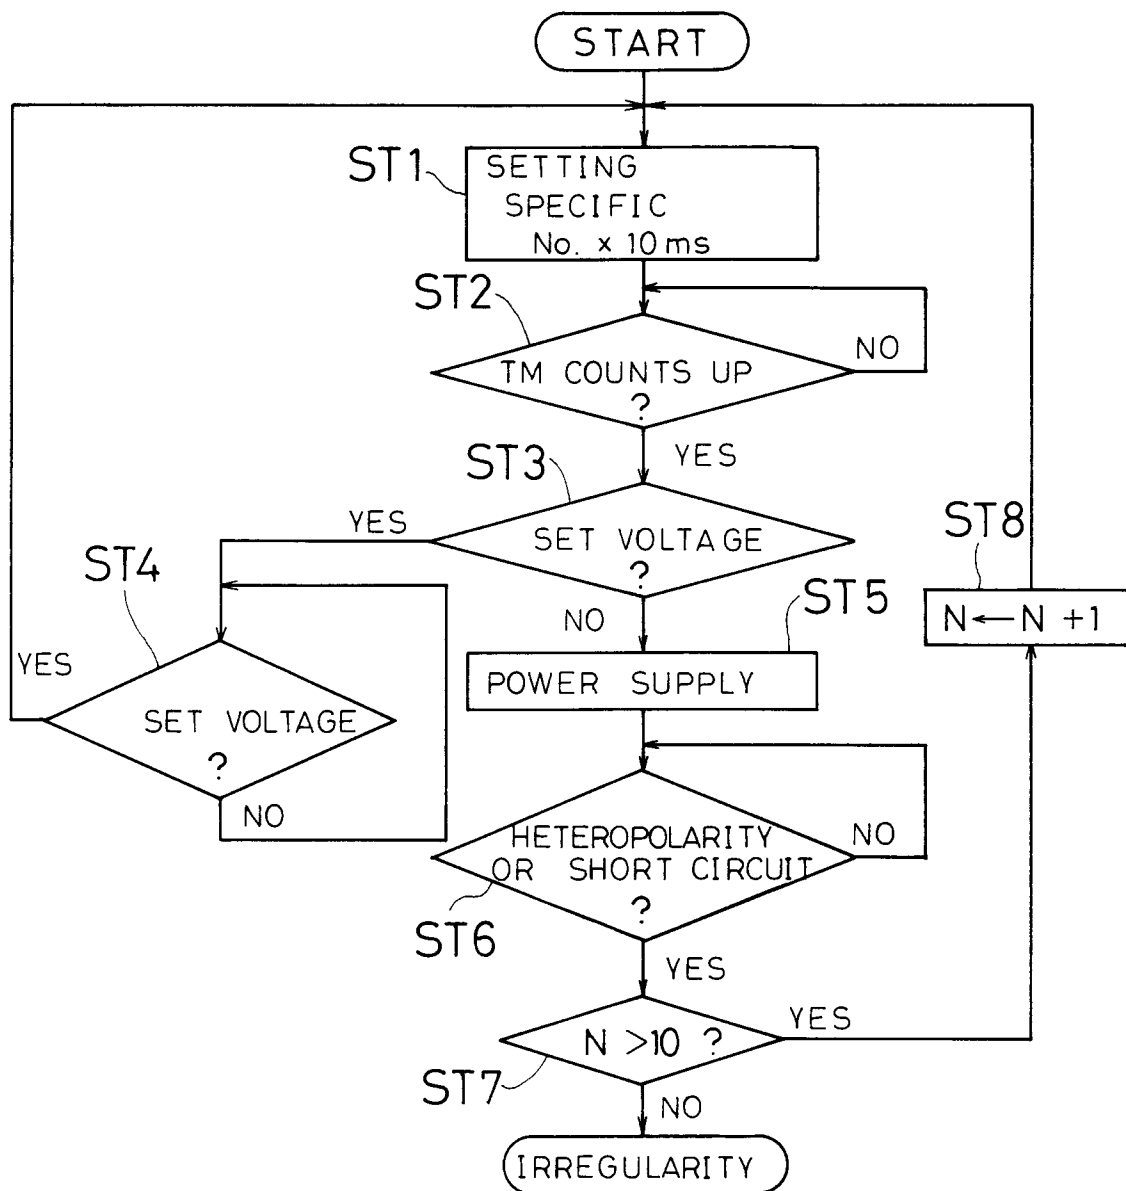 START
ST1
SETTING
SPECIFIC
No. × 10ms
ST2
TM COUNTS UP
?
NO
YES
ST3
SET VOLTAGE
?
YES
NO
ST4
SET VOLTAGE
?
YES
NO
ST5
POWER SUPPLY
HETEROPOLARITY
OR SHORT CIRCUIT
?
NO
ST6
YES
N >10 ?
YES
ST7
NO
ST8
N ← N +1
IRREGULARITY